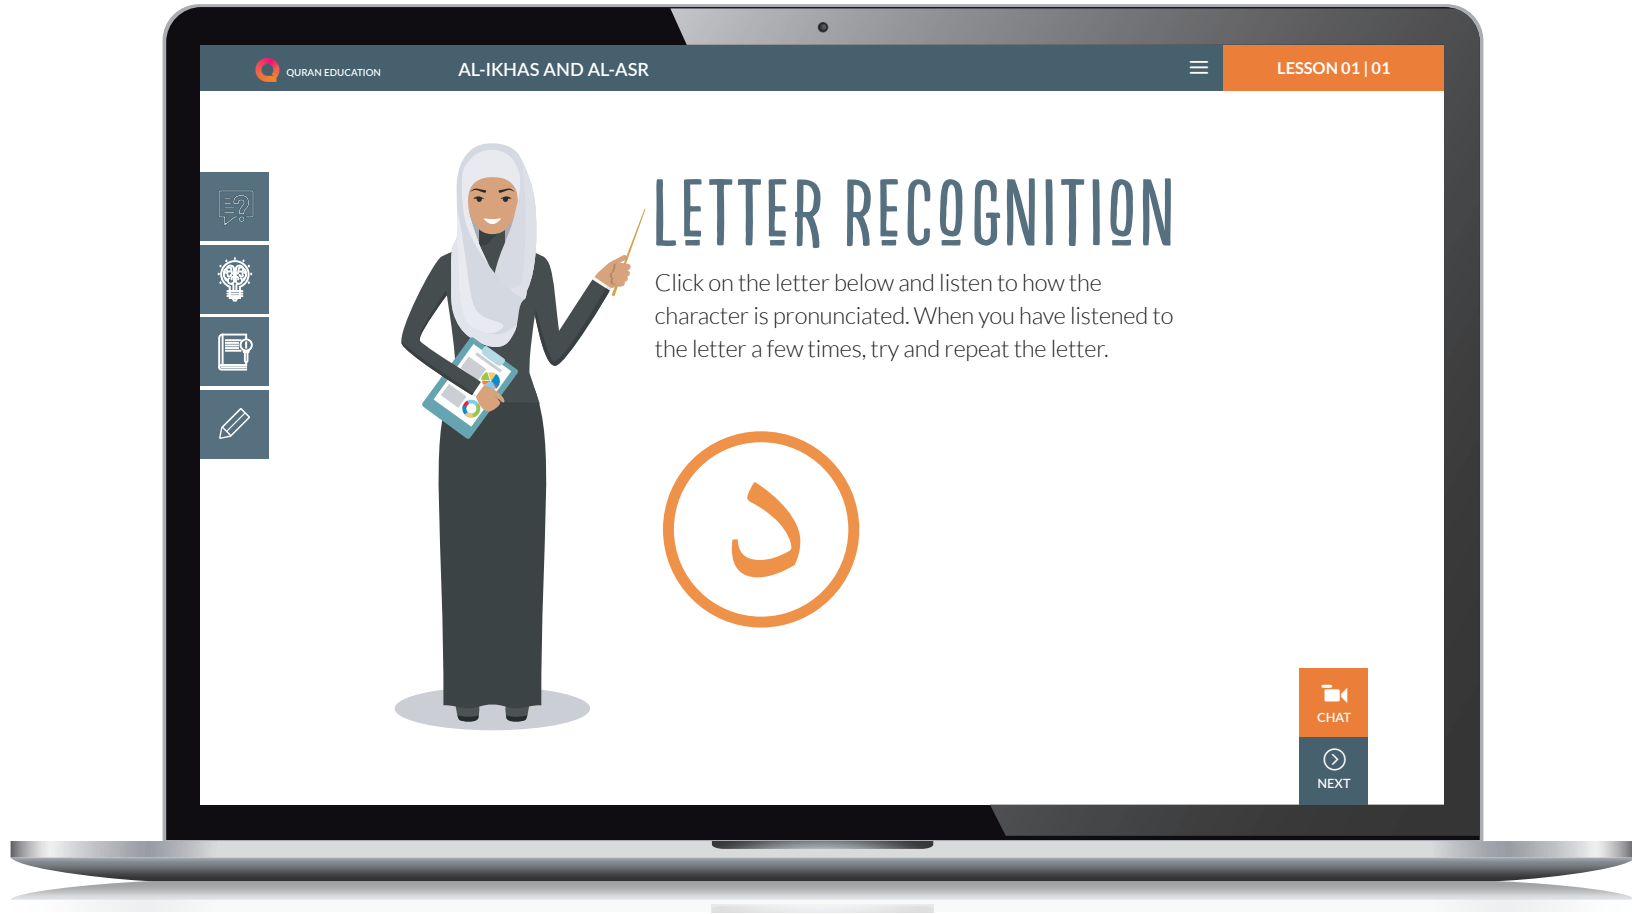 QURAN EDUCATION
AL-IKHAS AND AL-ASR
LESSON 01 | 01
LETTER RECOGNITION
Click on the letter below and listen to how the
character is pronunciated. When you have listened to
the letter a few times, try and repeat the letter.
د
CHAT
NEXT